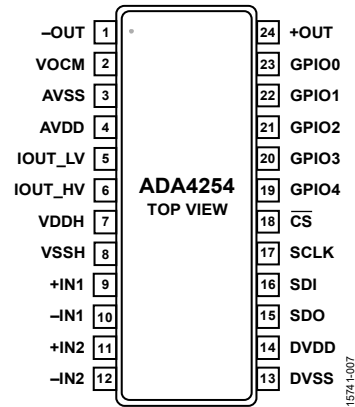 –OUT 1 24 +OUT
VOCM 2 23 GPIO0
AVSS 3 22 GPIO1
AVDD 4 21 GPIO2
IOUT_LV 5 20 GPIO3
IOUT_HV 6 ADA4254 19 GPIO4
TOP VIEW
VDDH 7 18 CS
VSSH 8 17 SCLK
+IN1 9 16 SDI
–IN1 10 15 SDO
+IN2 11 14 DVDD
–IN2 12 13 DVSS
15741-007